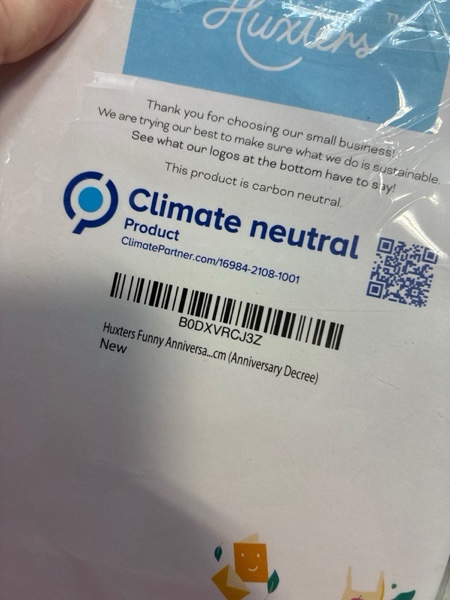 Huxters™
Thank you for choosing our small business!
We are trying our best to make sure what we do is sustainable.
See what our logos at the bottom have to say!
This product is carbon neutral.
Climate neutral
Product
ClimatePartner.com/16984-2108-1001
B0DXVRCJ3Z
Huxters Funny Anniversa...cm (Anniversary Decree)
New